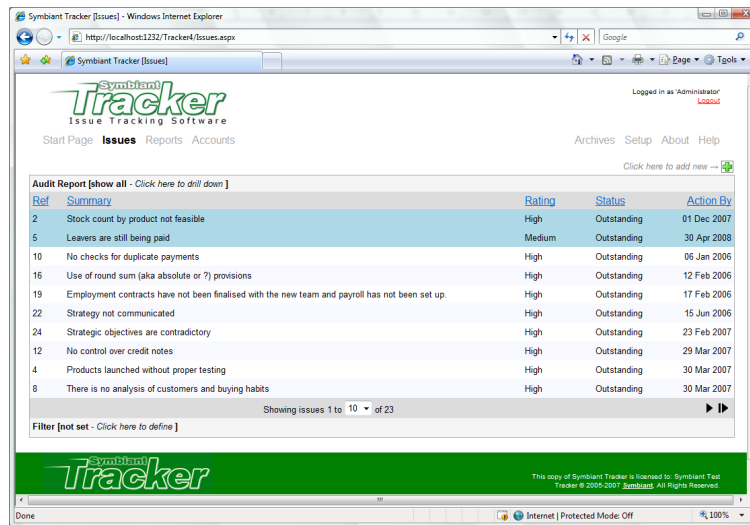 Symbiant Tracker [Issues] - Windows Internet Explorer
http://localhost:1232/Tracker4/Issues.aspx
Google
Symbiant Tracker [Issues]
Page
Tools
Symbiant
Tracker
Issue Tracking Software
Logged in as 'Administrator'
Logout
Start Page Issues Reports Accounts
Archives Setup About Help
Click here to add new →
Audit Report [show all - Click here to drill down ]
Ref Summary Rating Status Action By
2 Stock count by product not feasible High Outstanding 01 Dec 2007
5 Leavers are still being paid Medium Outstanding 30 Apr 2008
10 No checks for duplicate payments High Outstanding 06 Jan 2006
16 Use of round sum (aka absolute or ?) provisions High Outstanding 12 Feb 2006
19 Employment contracts have not been finalised with the new team and payroll has not been set up. High Outstanding 17 Feb 2006
22 Strategy not communicated High Outstanding 15 Jun 2006
24 Strategic objectives are contradictory High Outstanding 23 Feb 2007
12 No control over credit notes High Outstanding 29 Mar 2007
4 Products launched without proper testing High Outstanding 30 Mar 2007
8 There is no analysis of customers and buying habits High Outstanding 30 Mar 2007
Showing issues 1 to 10 of 23
Filter [not set - Click here to define ]
Symbiant
Tracker
This copy of Symbiant Tracker is licensed to: Symbiant Test
Tracker © 2005-2007 Symbiant, All Rights Reserved.
Done
Internet | Protected Mode: Off
100%